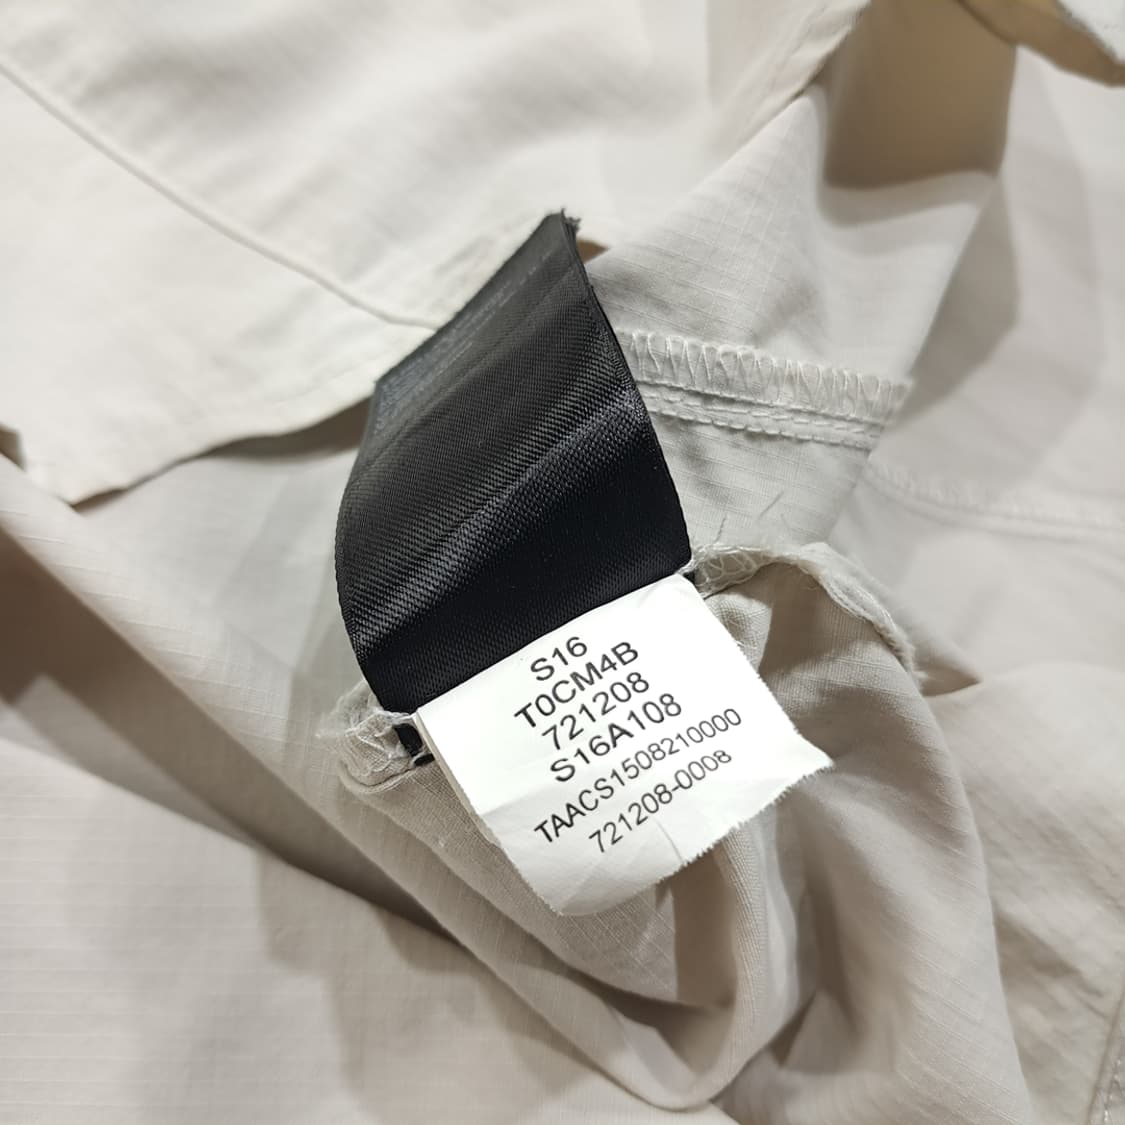 S16
T0CM4B
721208
S16A108
TAACS1508210000
721208-0008